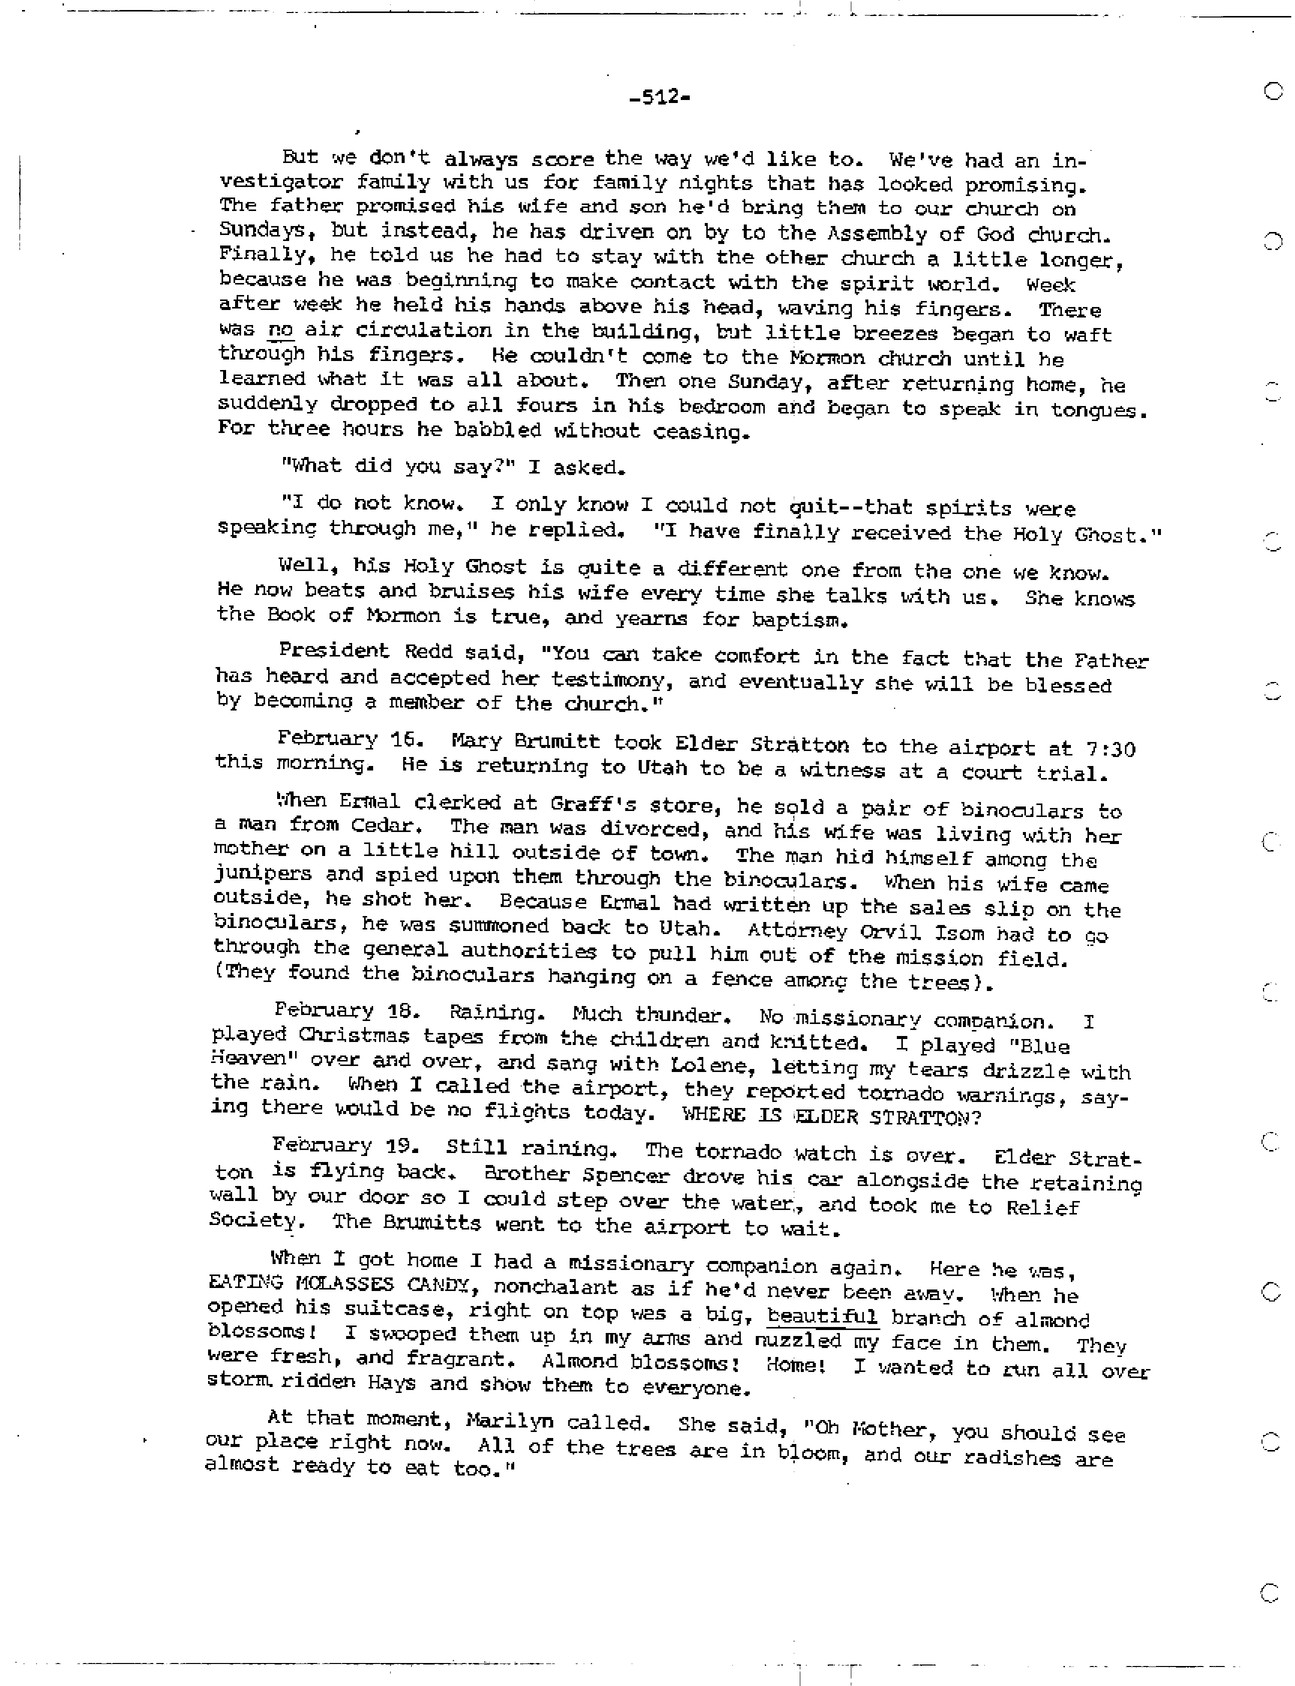 -512-
But we don't always score the way we'd like to. We've had an in-
vestigator family with us for family nights that has looked promising.
The father promised his wife and son he'd bring them to our church on
Sundays, but instead, he has driven on by to the Assembly of God church.
Finally, he told us he had to stay with the other church a little longer,
because he was beginning to make contact with the spirit world. Week
after week he held his hands above his head, waving his fingers. There
was no air circulation in the building, but little breezes began to waft
through his fingers. He couldn't come to the Mormon church until he
learned what it was all about. Then one Sunday, after returning home, he
suddenly dropped to all fours in his bedroom and began to speak in tongues.
For three hours he babbled without ceasing.
"What did you say?" I asked.
"I do not know. I only know I could not quit--that spirits were
speaking through me," he replied. "I have finally received the Holy Ghost."
Well, his Holy Ghost is quite a different one from the one we know.
He now beats and bruises his wife every time she talks with us. She knows
the Book of Mormon is true, and yearns for baptism.
President Redd said, "You can take comfort in the fact that the Father
has heard and accepted her testimony, and eventually she will be blessed
by becoming a member of the church."
February 16. Mary Brumitt took Elder Stratton to the airport at 7:30
this morning. He is returning to Utah to be a witness at a court trial.
When Ermal clerked at Graff's store, he sold a pair of binoculars to
a man from Cedar. The man was divorced, and his wife was living with her
mother on a little hill outside of town. The man hid himself among the
junipers and spied upon them through the binoculars. When his wife came
outside, he shot her. Because Ermal had written up the sales slip on the
binoculars, he was summoned back to Utah. Attorney Orvil Isom had to go
through the general authorities to pull him out of the mission field.
(They found the binoculars hanging on a fence among the trees).
February 18. Raining. Much thunder. No missionary companion. I
played Christmas tapes from the children and knitted. I played "Blue
Heaven" over and over, and sang with Lolene, letting my tears drizzle with
the rain. When I called the airport, they reported tornado warnings, say-
ing there would be no flights today. WHERE IS ELDER STRATTON?
February 19. Still raining. The tornado watch is over. Elder Strat-
ton is flying back. Brother Spencer drove his car alongside the retaining
wall by our door so I could step over the water, and took me to Relief
Society. The Brumitts went to the airport to wait.
When I got home I had a missionary companion again. Here he was,
EATING MOLASSES CANDY, nonchalant as if he'd never been away. When he
opened his suitcase, right on top was a big, beautiful branch of almond
blossoms! I swooped them up in my arms and nuzzled my face in them. They
were fresh, and fragrant. Almond blossoms! Home! I wanted to run all over
storm ridden Hays and show them to everyone.
At that moment, Marilyn called. She said, "Oh Mother, you should see
our place right now. All of the trees are in bloom, and our radishes are
almost ready to eat too."